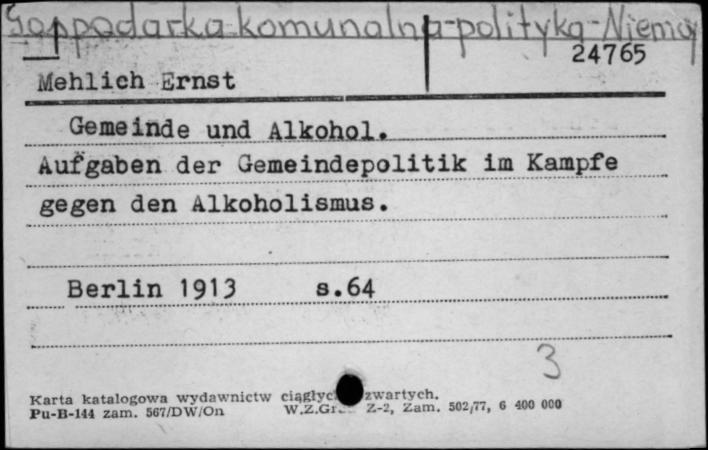 Gospodarka komunalna-polityka-Niemcy
24765
Mehlich Ernst
Gemeinde und Alkohol.
Aufgaben der Gemeindepolitik im Kampfe
gegen den Alkoholismus.
Berlin 1913 s.64
3
Karta katalogowa wydawnictw zwartych.
Pu-B-144 zam. 567/DW/On W.Z.Gr Z-2, Zam. 502/77, 6 400 000